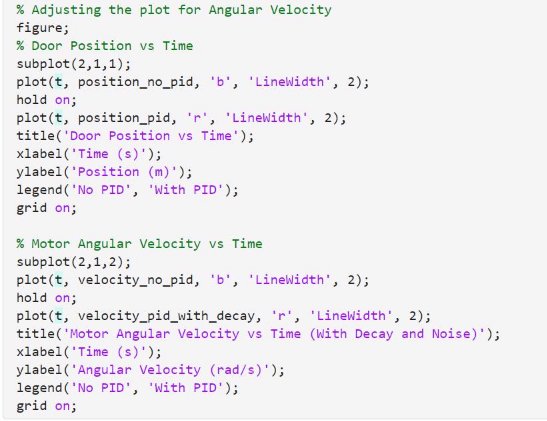 % Adjusting the plot for Angular Velocity
figure;
% Door Position vs Time
subplot(2,1,1);
plot(t, position_no_pid, 'b', 'LineWidth', 2);
hold on;
plot(t, position_pid, 'r', 'LineWidth', 2);
title('Door Position vs Time');
xlabel('Time (s)');
ylabel('Position (m)');
legend('No PID', 'With PID');
grid on;

% Motor Angular Velocity vs Time
subplot(2,1,2);
plot(t, velocity_no_pid, 'b', 'LineWidth', 2);
hold on;
plot(t, velocity_pid_with_decay, 'r', 'LineWidth', 2);
title('Motor Angular Velocity vs Time (With Decay and Noise)');
xlabel('Time (s)');
ylabel('Angular Velocity (rad/s)');
legend('No PID', 'With PID');
grid on;